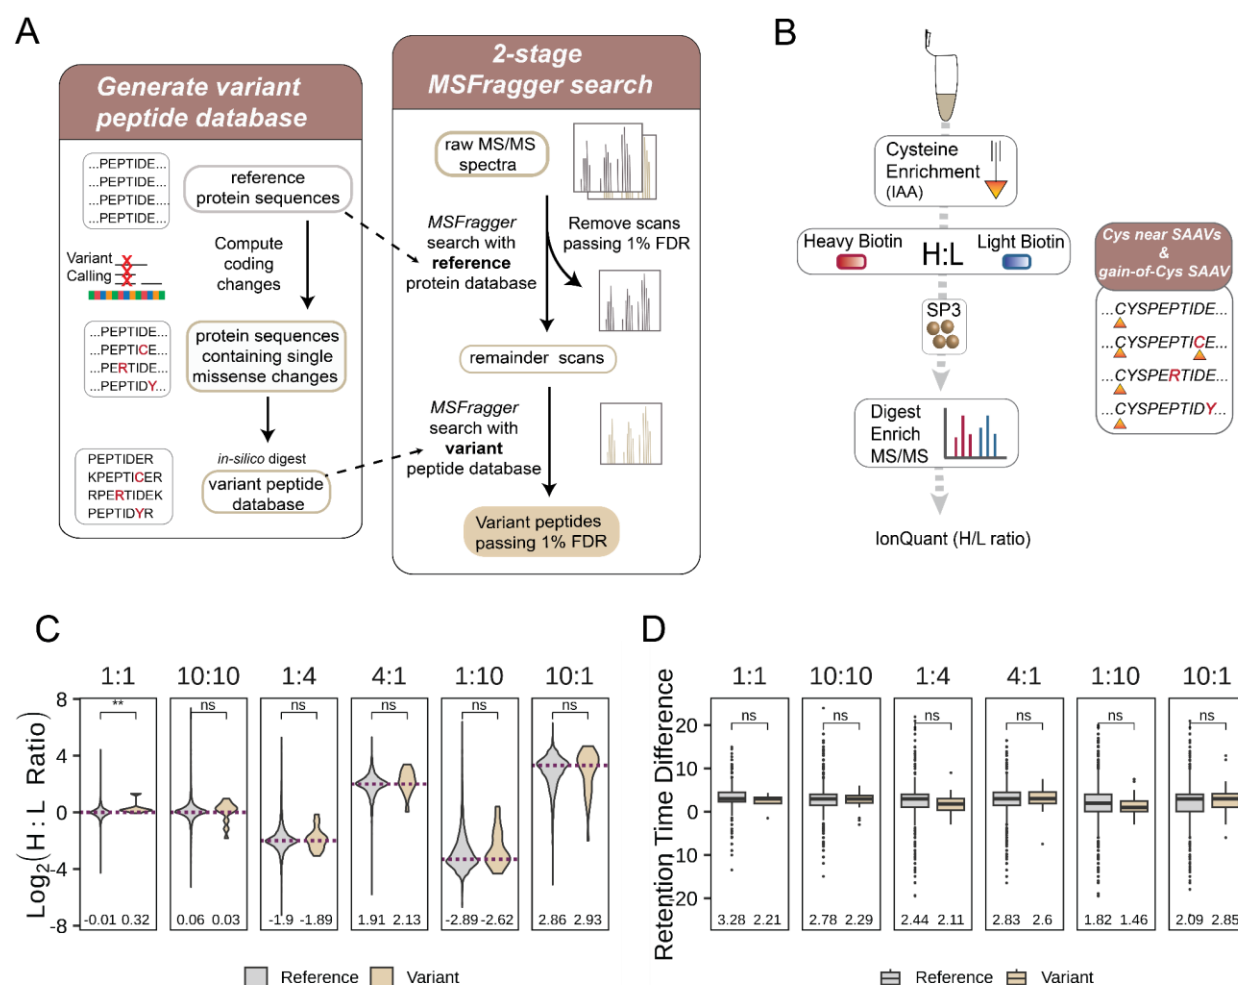 A
Generate variant
peptide database
...PEPTIDE...
...PEPTIDE...
...PEPTIDE....
...PEPTIDE...
reference
protein sequences
Variant
Calling
Compute
coding
changes
...PEPTIDE...
...PEPTICE...
...PERTIDE...
...PEPTIDY...
protein sequences
containing single
missense changes
in-silico digest
PEPTIDER
KPEPTICER
RPERTIDEK
PEPTIDYR
variant peptide
database
2-stage
MSFragger search
raw MS/MS
spectra
Remove scans
passing 1% FDR
MSFragger
search with
reference
protein database
remainder scans
MSFragger
search with
variant
peptide database
Variant peptides
passing 1% FDR
B
Cysteine
Enrichment
(IAA)
Heavy Biotin
H:L
Light Biotin
SP3
Digest
Enrich
MS/MS
IonQuant (H/L ratio)
Cys near SAAVs
&
gain-of-Cys SAAV
...CYSPEPTIDE...
...CYSPEPTICE...
...CYSPERTIDE...
...CYSPEPTIDY...
C
1:1 10:10 1:4 4:1 1:10 10:1
Log2(H:L Ratio)
8
4
0
-4
-8
** ns ns ns ns ns
-0.01 0.32 0.06 0.03 -1.9 -1.89 1.91 2.13 -2.89 -2.62 2.86 2.93
Reference Variant
D
1:1 10:10 1:4 4:1 1:10 10:1
Retention Time Difference
20
10
0
-10
-20
ns ns ns ns ns ns
3.28 2.21 2.78 2.29 2.44 2.11 2.83 2.6 1.82 1.46 2.09 2.85
Reference Variant